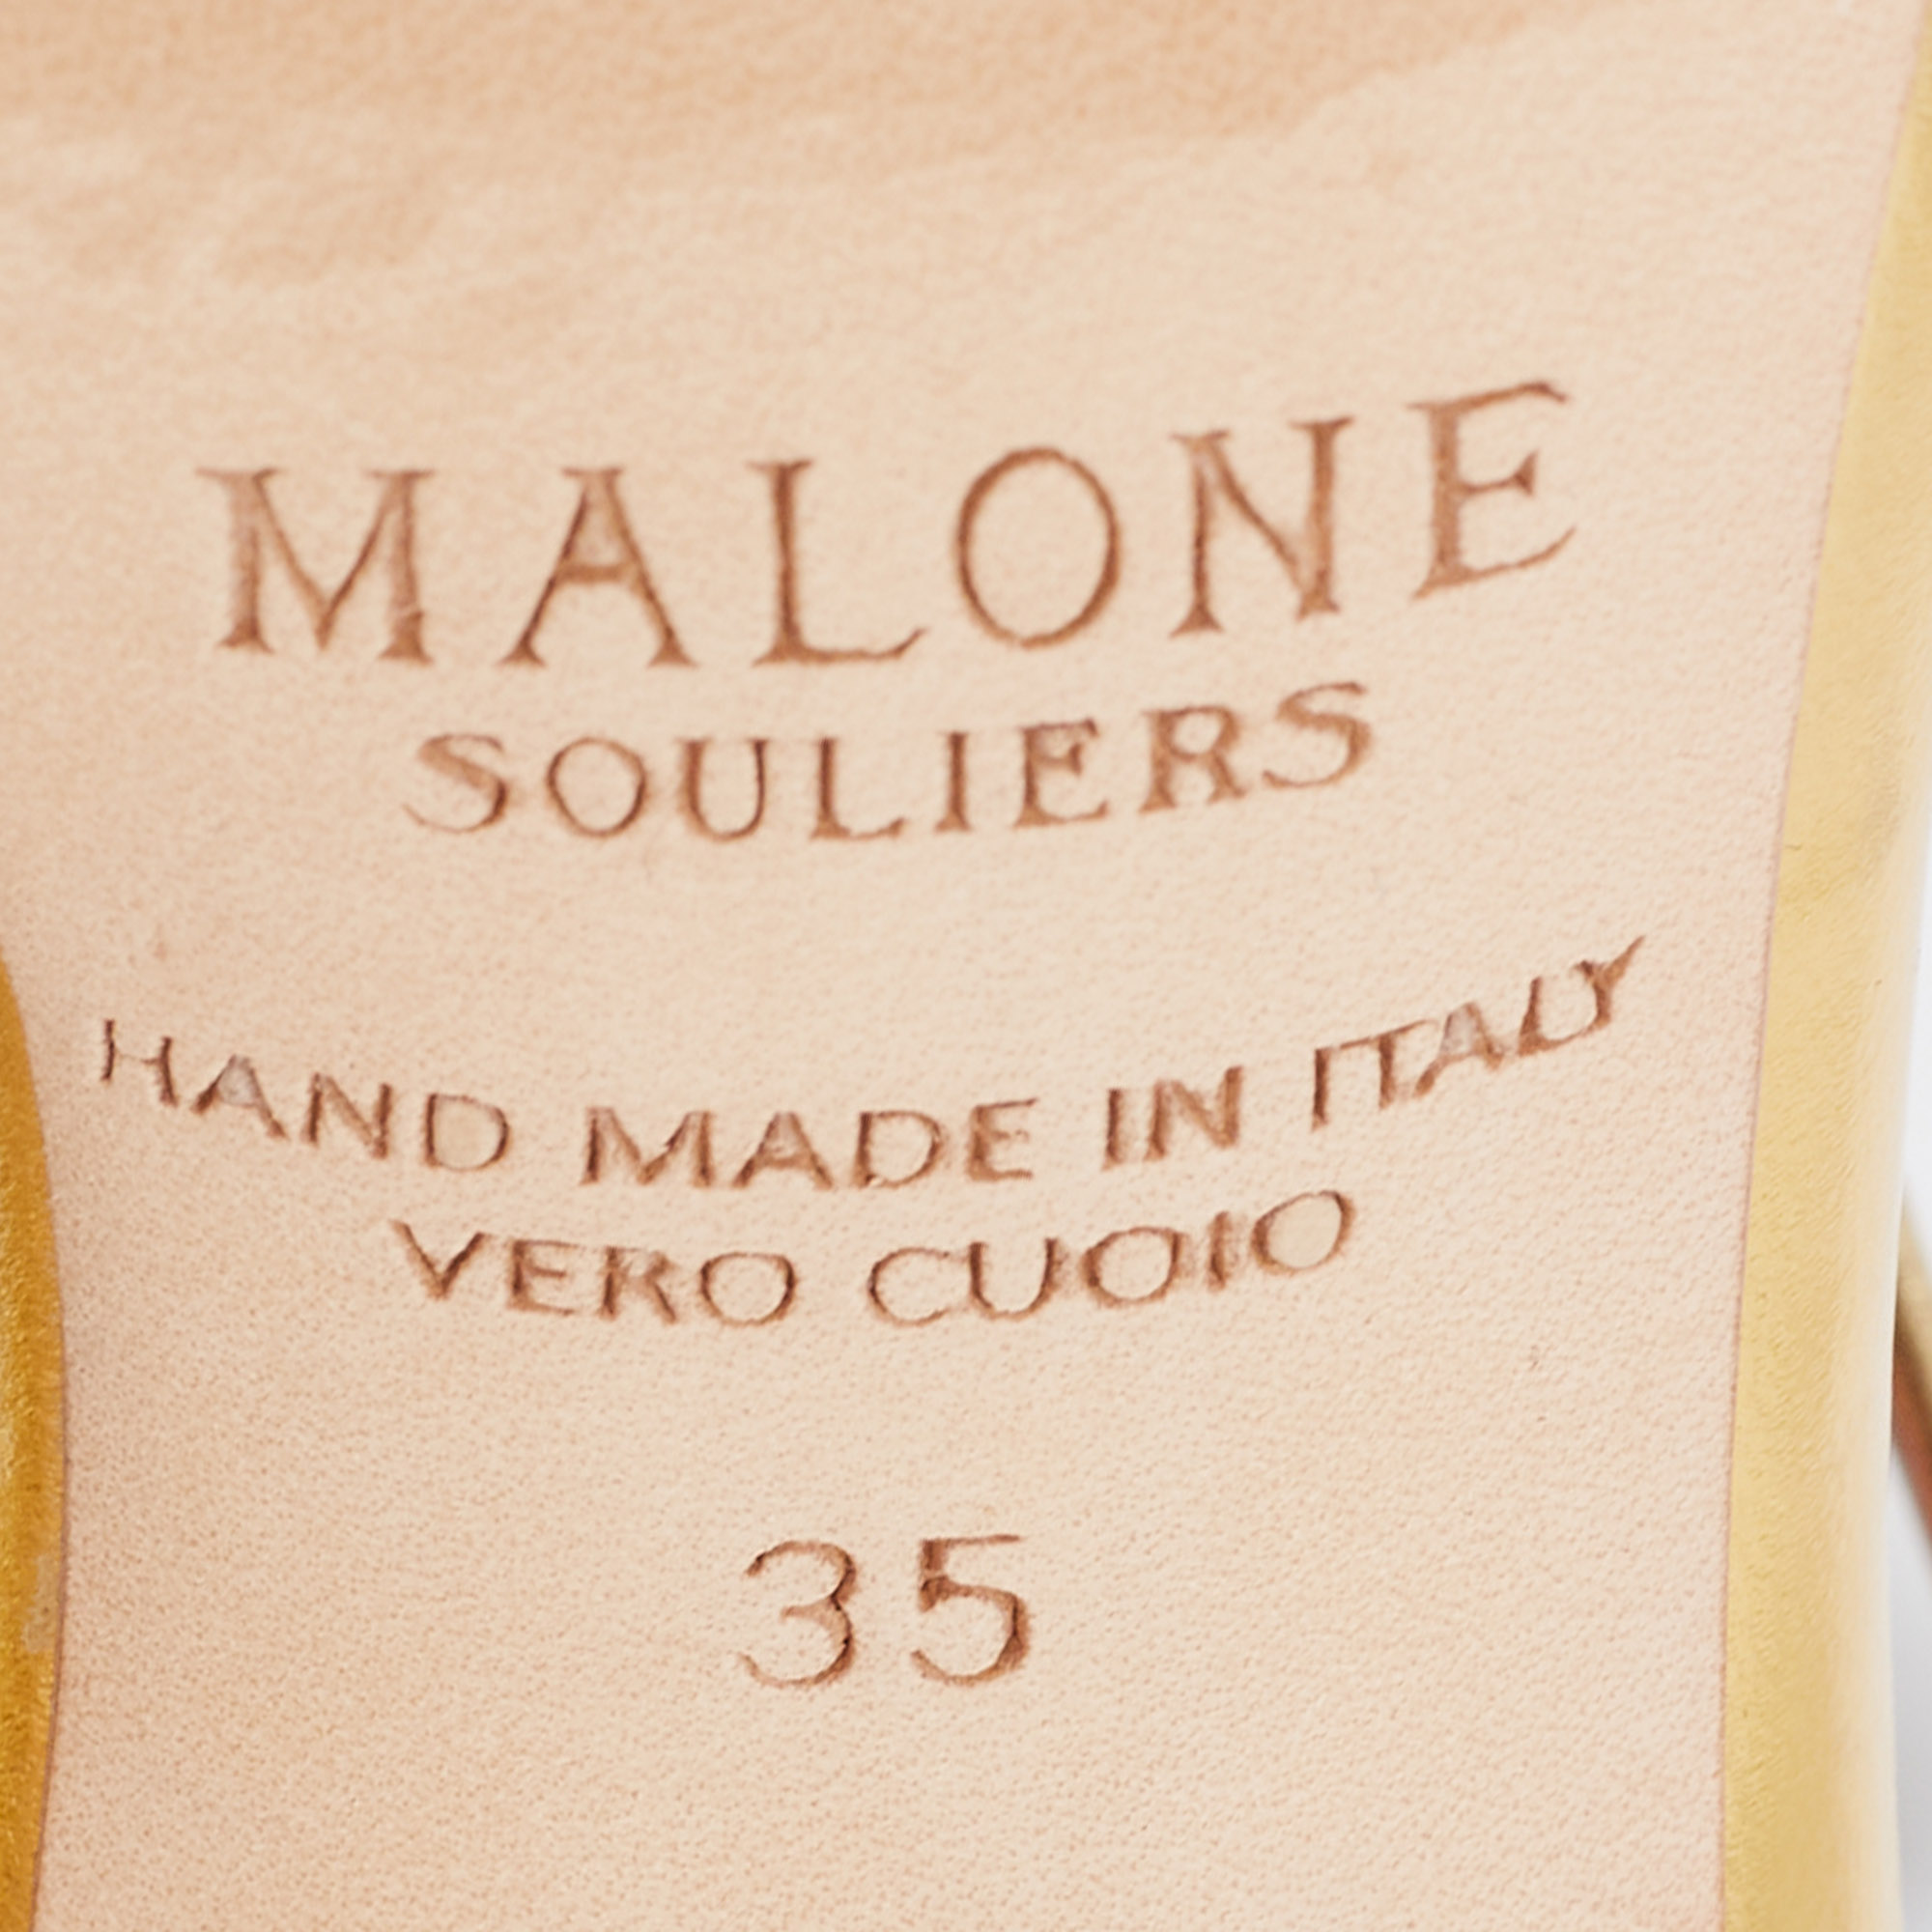 MALONE
SOULIERS
HAND MADE IN ITALY
VERO CUOIO
35